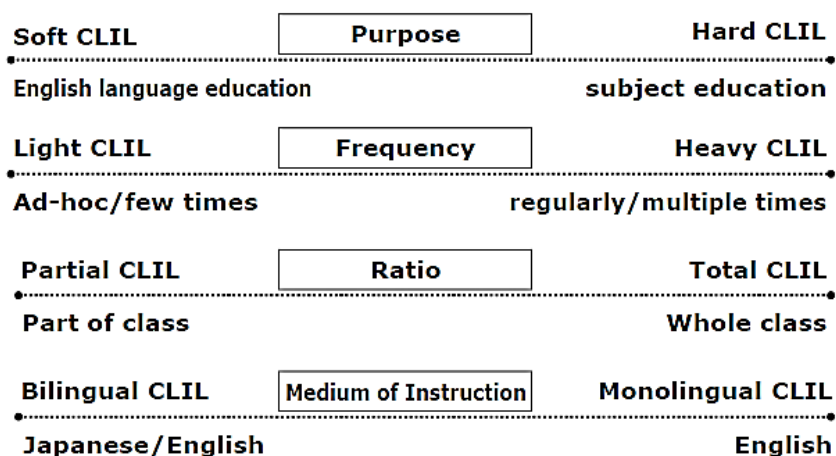 Soft CLIL Purpose Hard CLIL
English language education subject education
Light CLIL Frequency Heavy CLIL
Ad-hoc/few times regularly/multiple times
Partial CLIL Ratio Total CLIL
Part of class Whole class
Bilingual CLIL Medium of Instruction Monolingual CLIL
Japanese/English English